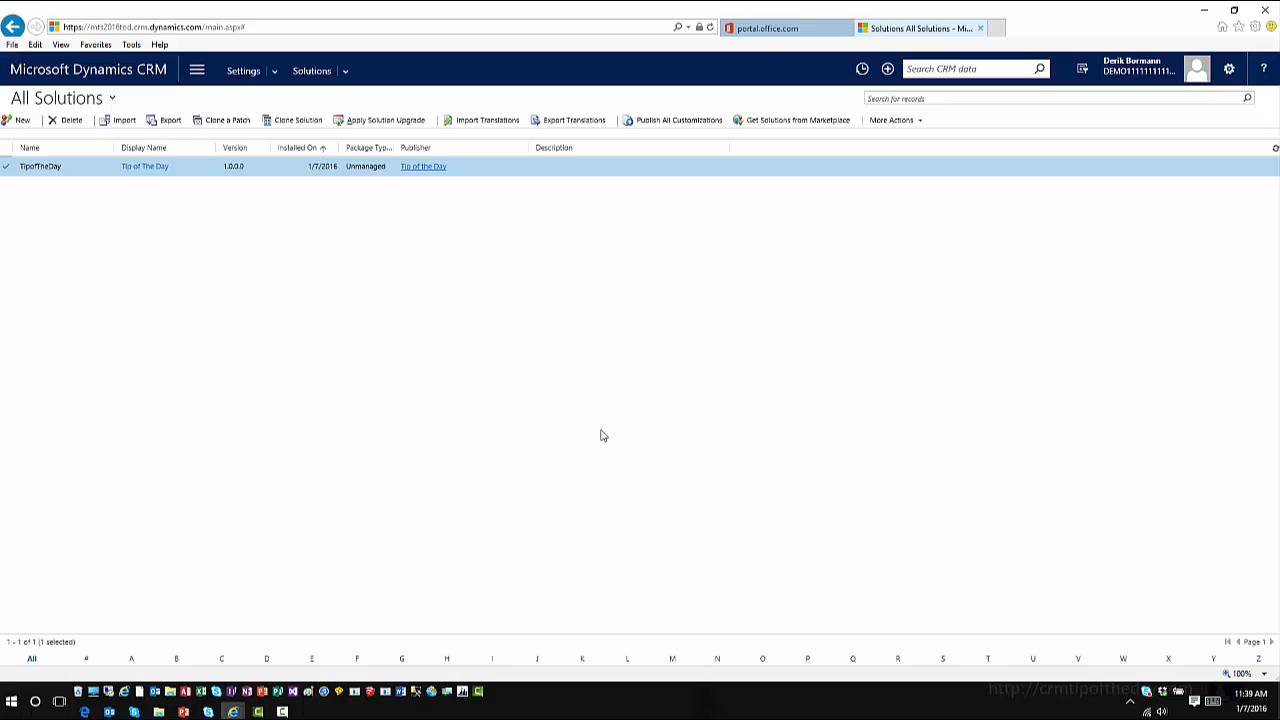 https://mts2016tod.crm.dynamics.com/main.aspx#
portal.office.com
Solutions All Solutions - Mi...
File Edit View Favorites Tools Help
Microsoft Dynamics CRM
Settings
Solutions
Search CRM data
Derik Bormann
DEMO1111111111...
?
All Solutions
Search for records
New Delete Import Export Clone a Patch Clone Solution Apply Solution Upgrade Import Translations Export Translations Publish All Customizations Get Solutions from Marketplace More Actions
Name Display Name Version Installed On Package Typ... Publisher Description
TipofTheDay Tip of The Day 1.0.0.0 1/7/2016 Unmanaged Tip of the Day
1 - 1 of 1 (1 selected)
Page 1
All # A B C D E F G H I J K L M N O P Q R S T U V W X Y Z
100%
11:39 AM
1/7/2016